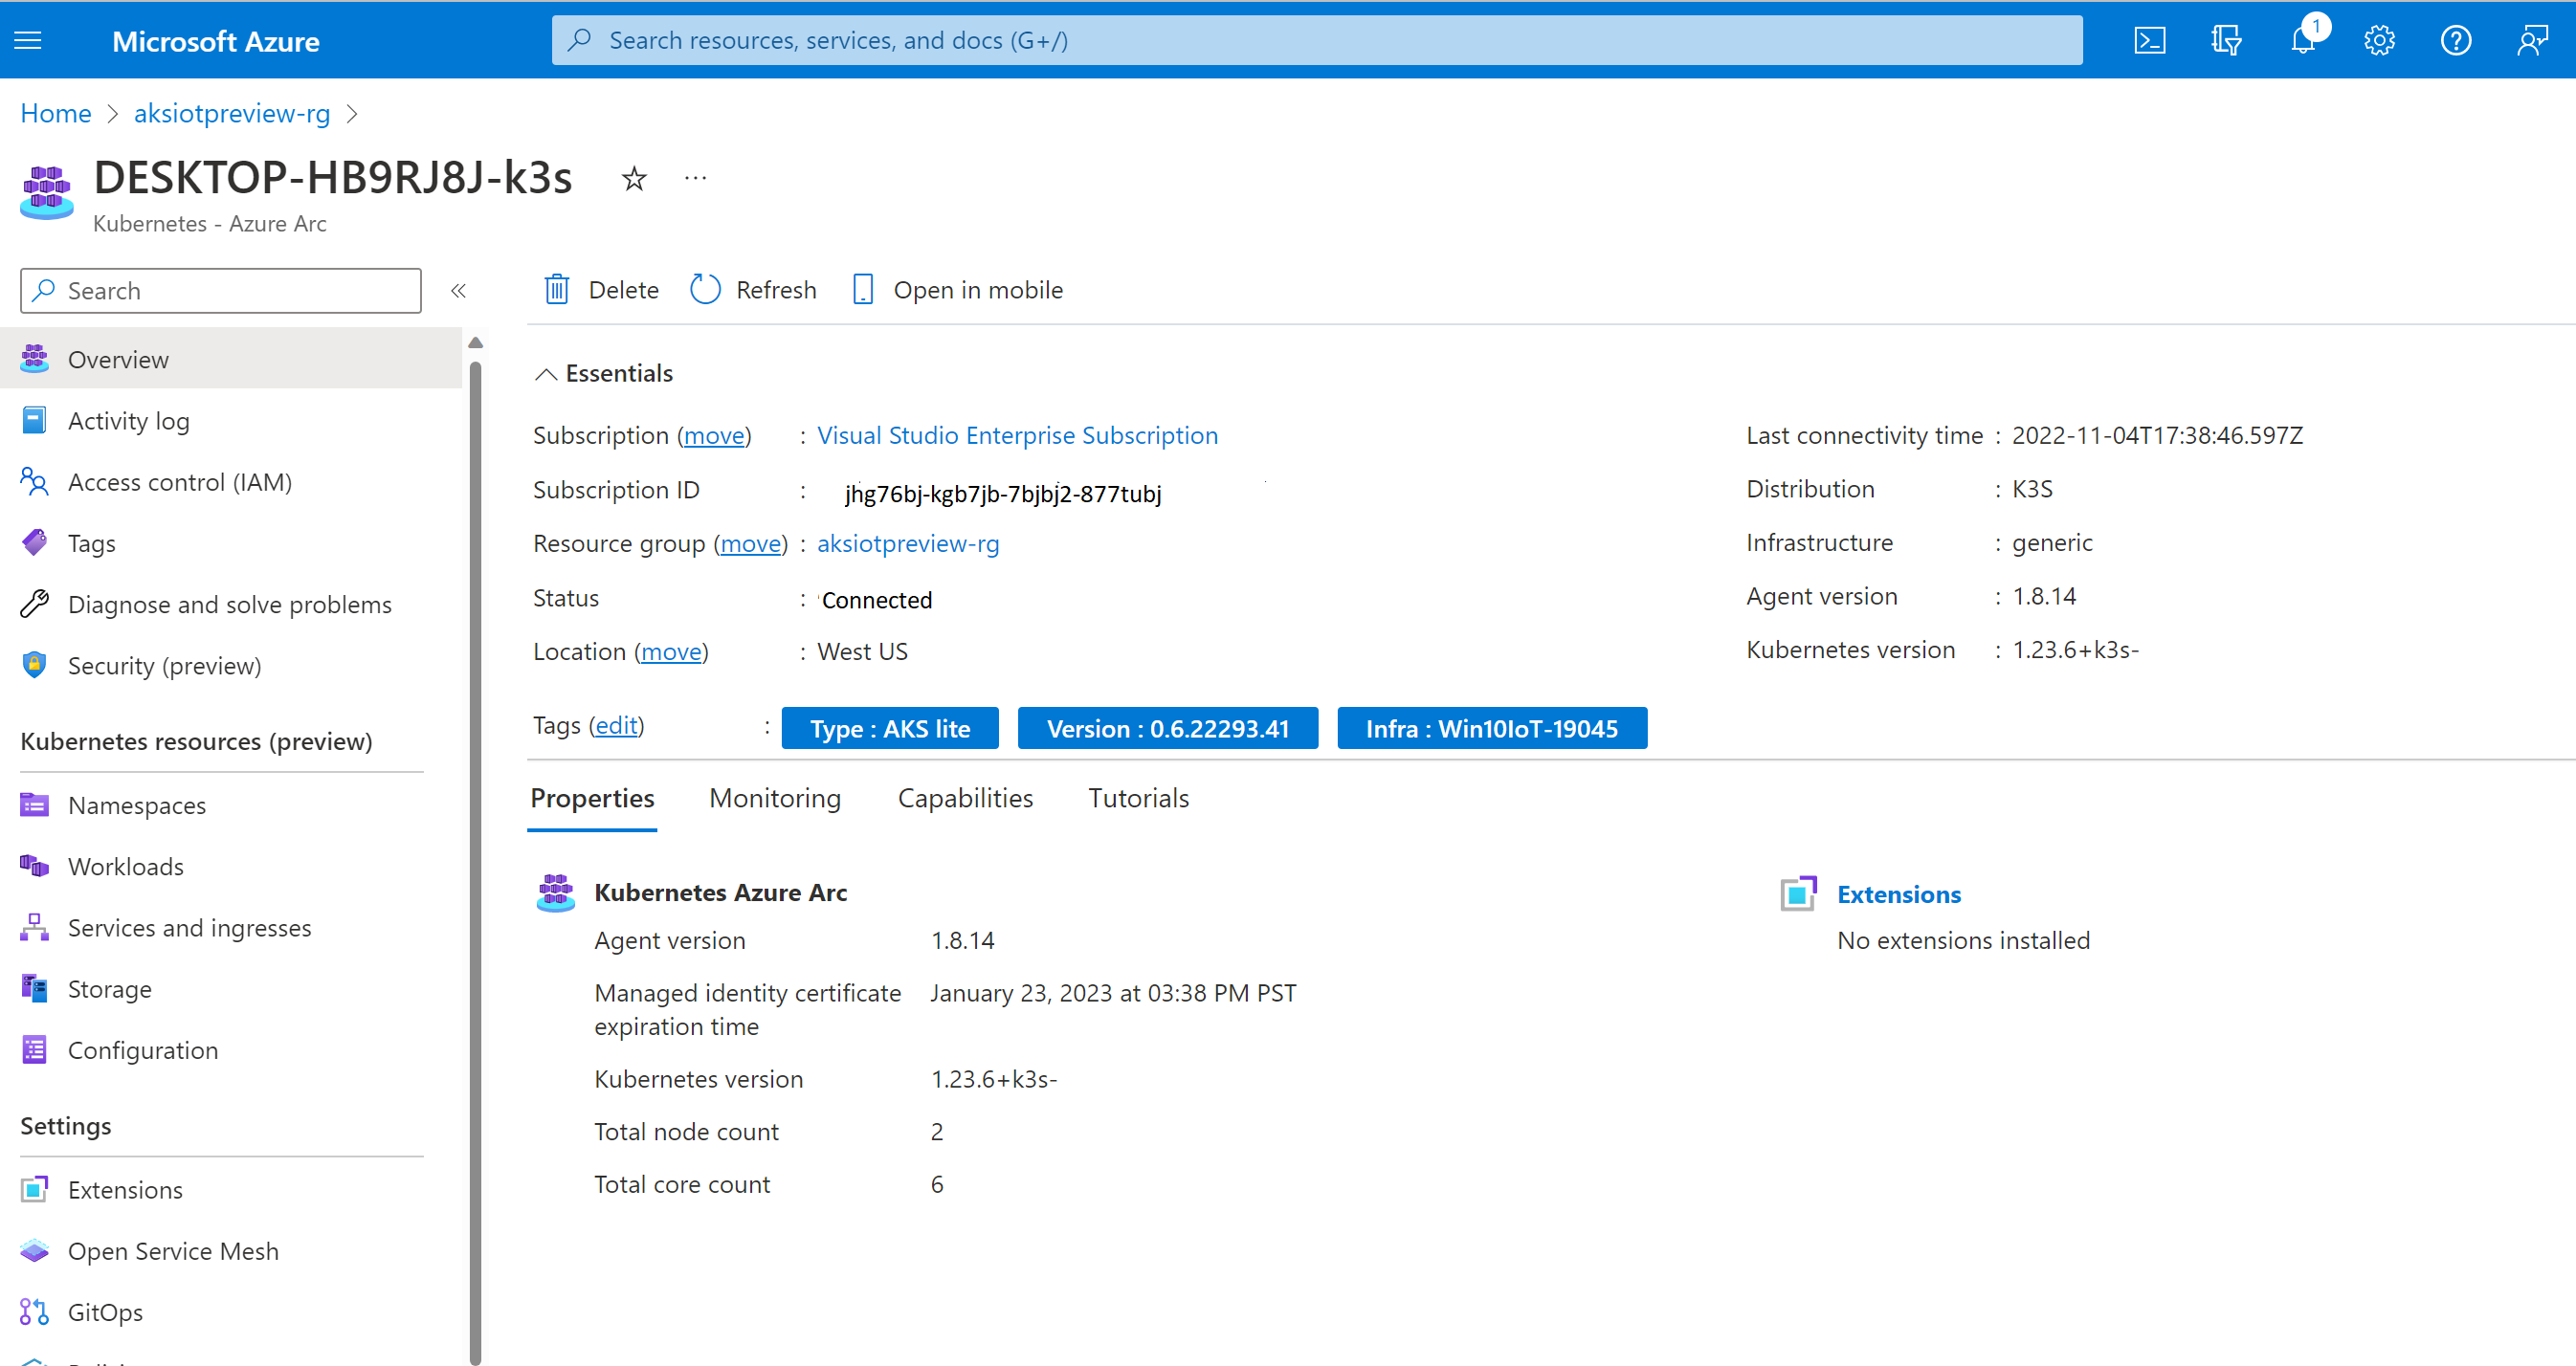 Microsoft Azure
Search resources, services, and docs (G+/)
1
Home > aksiotpreview-rg >
DESKTOP-HB9RJ8J-k3s
Kubernetes - Azure Arc
Search
Overview
Activity log
Access control (IAM)
Tags
Diagnose and solve problems
Security (preview)
Kubernetes resources (preview)
Namespaces
Workloads
Services and ingresses
Storage
Configuration
Settings
Extensions
Open Service Mesh
GitOps
Delete Refresh Open in mobile
Essentials
Subscription (move) : Visual Studio Enterprise Subscription
Subscription ID : jhg76bj-kgb7jb-7bjbj2-877tubj
Resource group (move) : aksiotpreview-rg
Status : Connected
Location (move) : West US
Last connectivity time : 2022-11-04T17:38:46.597Z
Distribution : K3S
Infrastructure : generic
Agent version : 1.8.14
Kubernetes version : 1.23.6+k3s-
Tags (edit) : Type : AKS lite Version : 0.6.22293.41 Infra : Win10IoT-19045
Properties Monitoring Capabilities Tutorials
Kubernetes Azure Arc
Agent version 1.8.14
Managed identity certificate January 23, 2023 at 03:38 PM PST
expiration time
Kubernetes version 1.23.6+k3s-
Total node count 2
Total core count 6
Extensions
No extensions installed